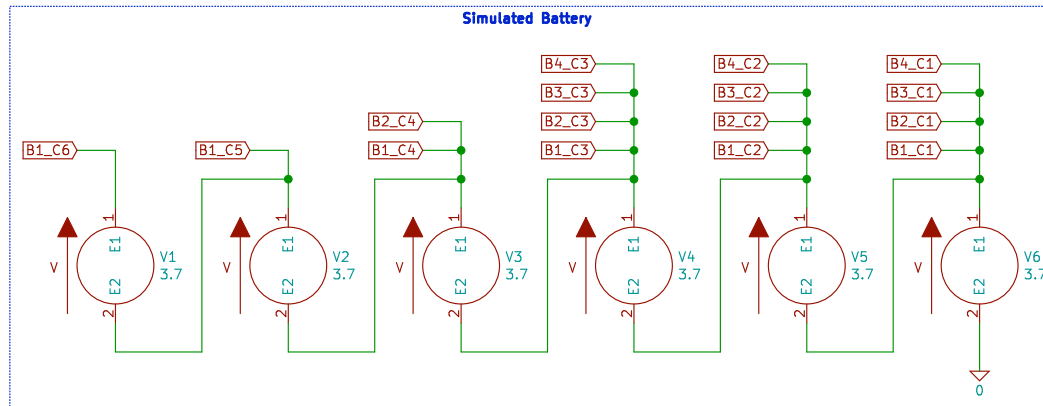 Simulated Battery
B4_C3 B4_C2 B4_C1
B3_C3 B3_C2 B3_C1
B2_C4 B2_C3 B2_C2 B2_C1
B1_C6 B1_C5 B1_C4 B1_C3 B1_C2 B1_C1
1 1 1 1 1 1
E1 E1 E1 E1 E1 E1
V V1 V V2 V V3 V V4 V V5 V V6
3.7 3.7 3.7 3.7 3.7 3.7
E2 E2 E2 E2 E2 E2
2 2 2 2 2 2
0